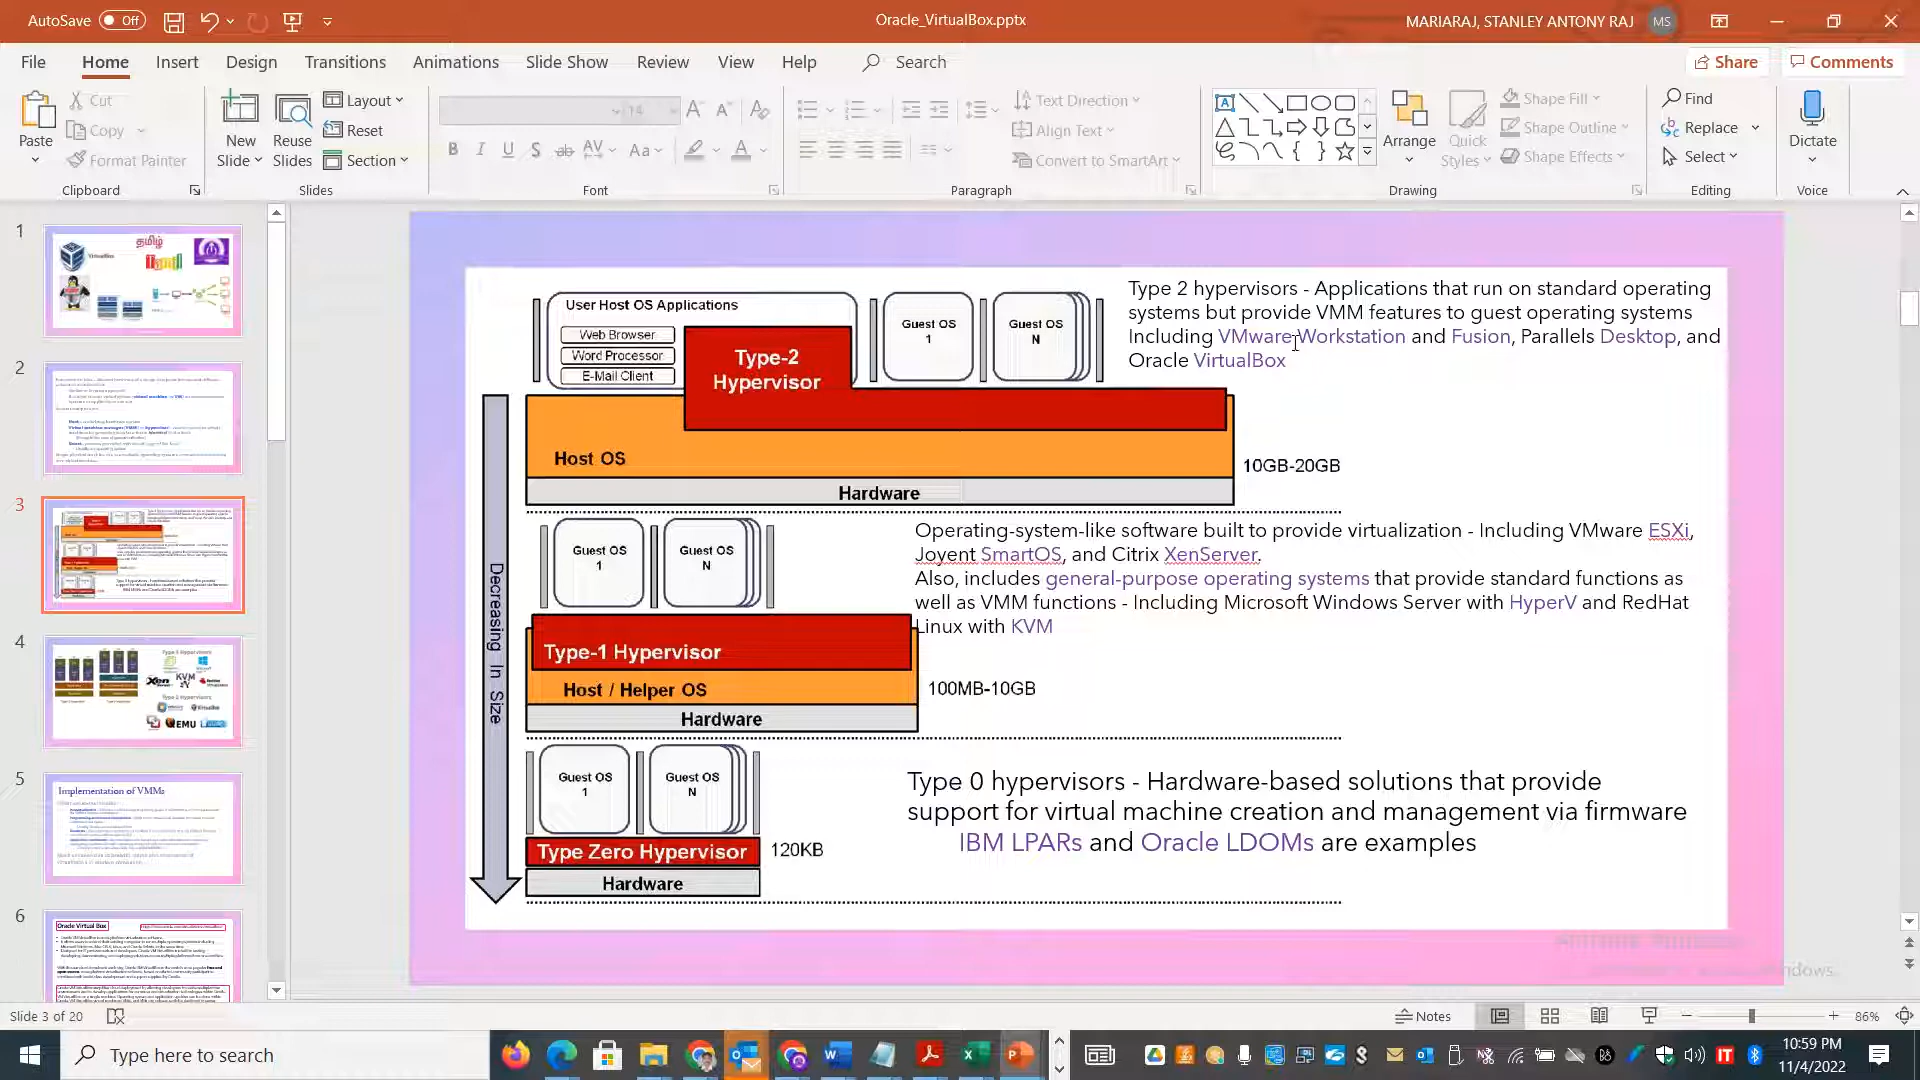 AutoSave Off
Oracle_VirtualBox.pptx
MARIARAJ, STANLEY ANTONY RAJ MS
File Home Insert Design Transitions Animations Slide Show Review View Help Search
Share Comments
Paste
Cut
Copy
Format Painter
Clipboard
New Slide
Reuse Slides
Layout
Reset
Section
Slides
14
Font
Text Direction
Align Text
Convert to SmartArt
Paragraph
Arrange
Quick Styles
Shape Fill
Shape Outline
Shape Effects
Drawing
Find
Replace
Select
Editing
Dictate
Voice
1
தமிழ்
VirtualBox
2
3
4
5
Implementation of VMMs
6
Oracle Virtual Box
User Host OS Applications
Web Browser
Word Processor
E-Mail Client
Type-2
Hypervisor
Guest OS
1
Guest OS
N
Host OS
Hardware
10GB-20GB
Type 2 hypervisors - Applications that run on standard operating
systems but provide VMM features to guest operating systems
Including VMware Workstation and Fusion, Parallels Desktop, and
Oracle VirtualBox
Decreasing In Size
Guest OS
1
Guest OS
N
Type-1 Hypervisor
Host / Helper OS
Hardware
100MB-10GB
Operating-system-like software built to provide virtualization - Including VMware ESXi,
Joyent SmartOS, and Citrix XenServer.
Also, includes general-purpose operating systems that provide standard functions as
well as VMM functions - Including Microsoft Windows Server with HyperV and RedHat
Linux with KVM
Guest OS
1
Guest OS
N
Type Zero Hypervisor
120KB
Hardware
Type 0 hypervisors - Hardware-based solutions that provide
support for virtual machine creation and management via firmware
IBM LPARs and Oracle LDOMs are examples
Slide 3 of 20
Notes
86%
Type here to search
10:59 PM
11/4/2022